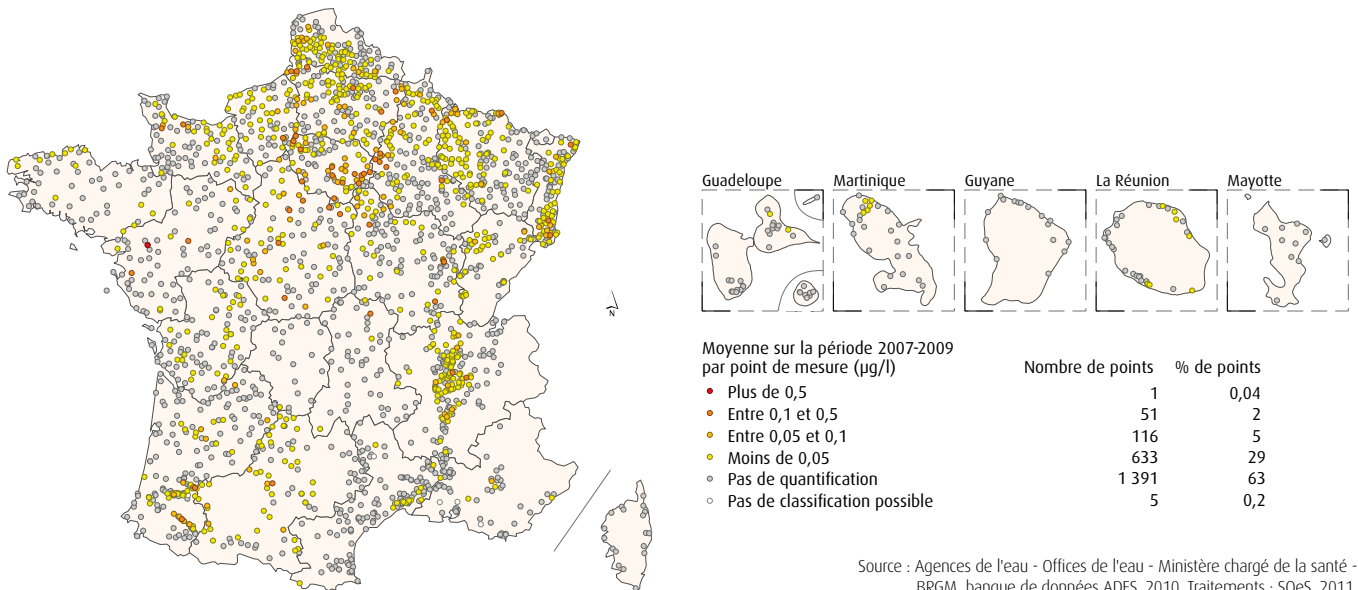 Guadeloupe Martinique Guyane La Réunion Mayotte
N
Moyenne sur la période 2007-2009
par point de mesure (µg/l) Nombre de points % de points
Plus de 0,5 1 0,04
Entre 0,1 et 0,5 51 2
Entre 0,05 et 0,1 116 5
Moins de 0,05 633 29
Pas de quantification 1 391 63
Pas de classification possible 5 0,2
Source : Agences de l'eau - Offices de l'eau - Ministère chargé de la santé -
BRGM, banque de données ADES, 2010. Traitements : SOeS, 2011.